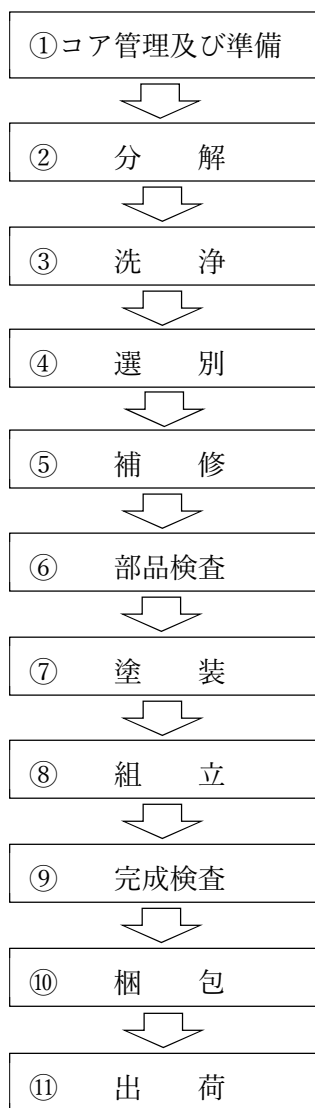 ①コア管理及び準備
② 分 解
③ 洗 浄
④ 選 別
⑤ 補 修
⑥ 部品検査
⑦ 塗 装
⑧ 組 立
⑨ 完成検査
⑩ 梱 包
⑪ 出 荷